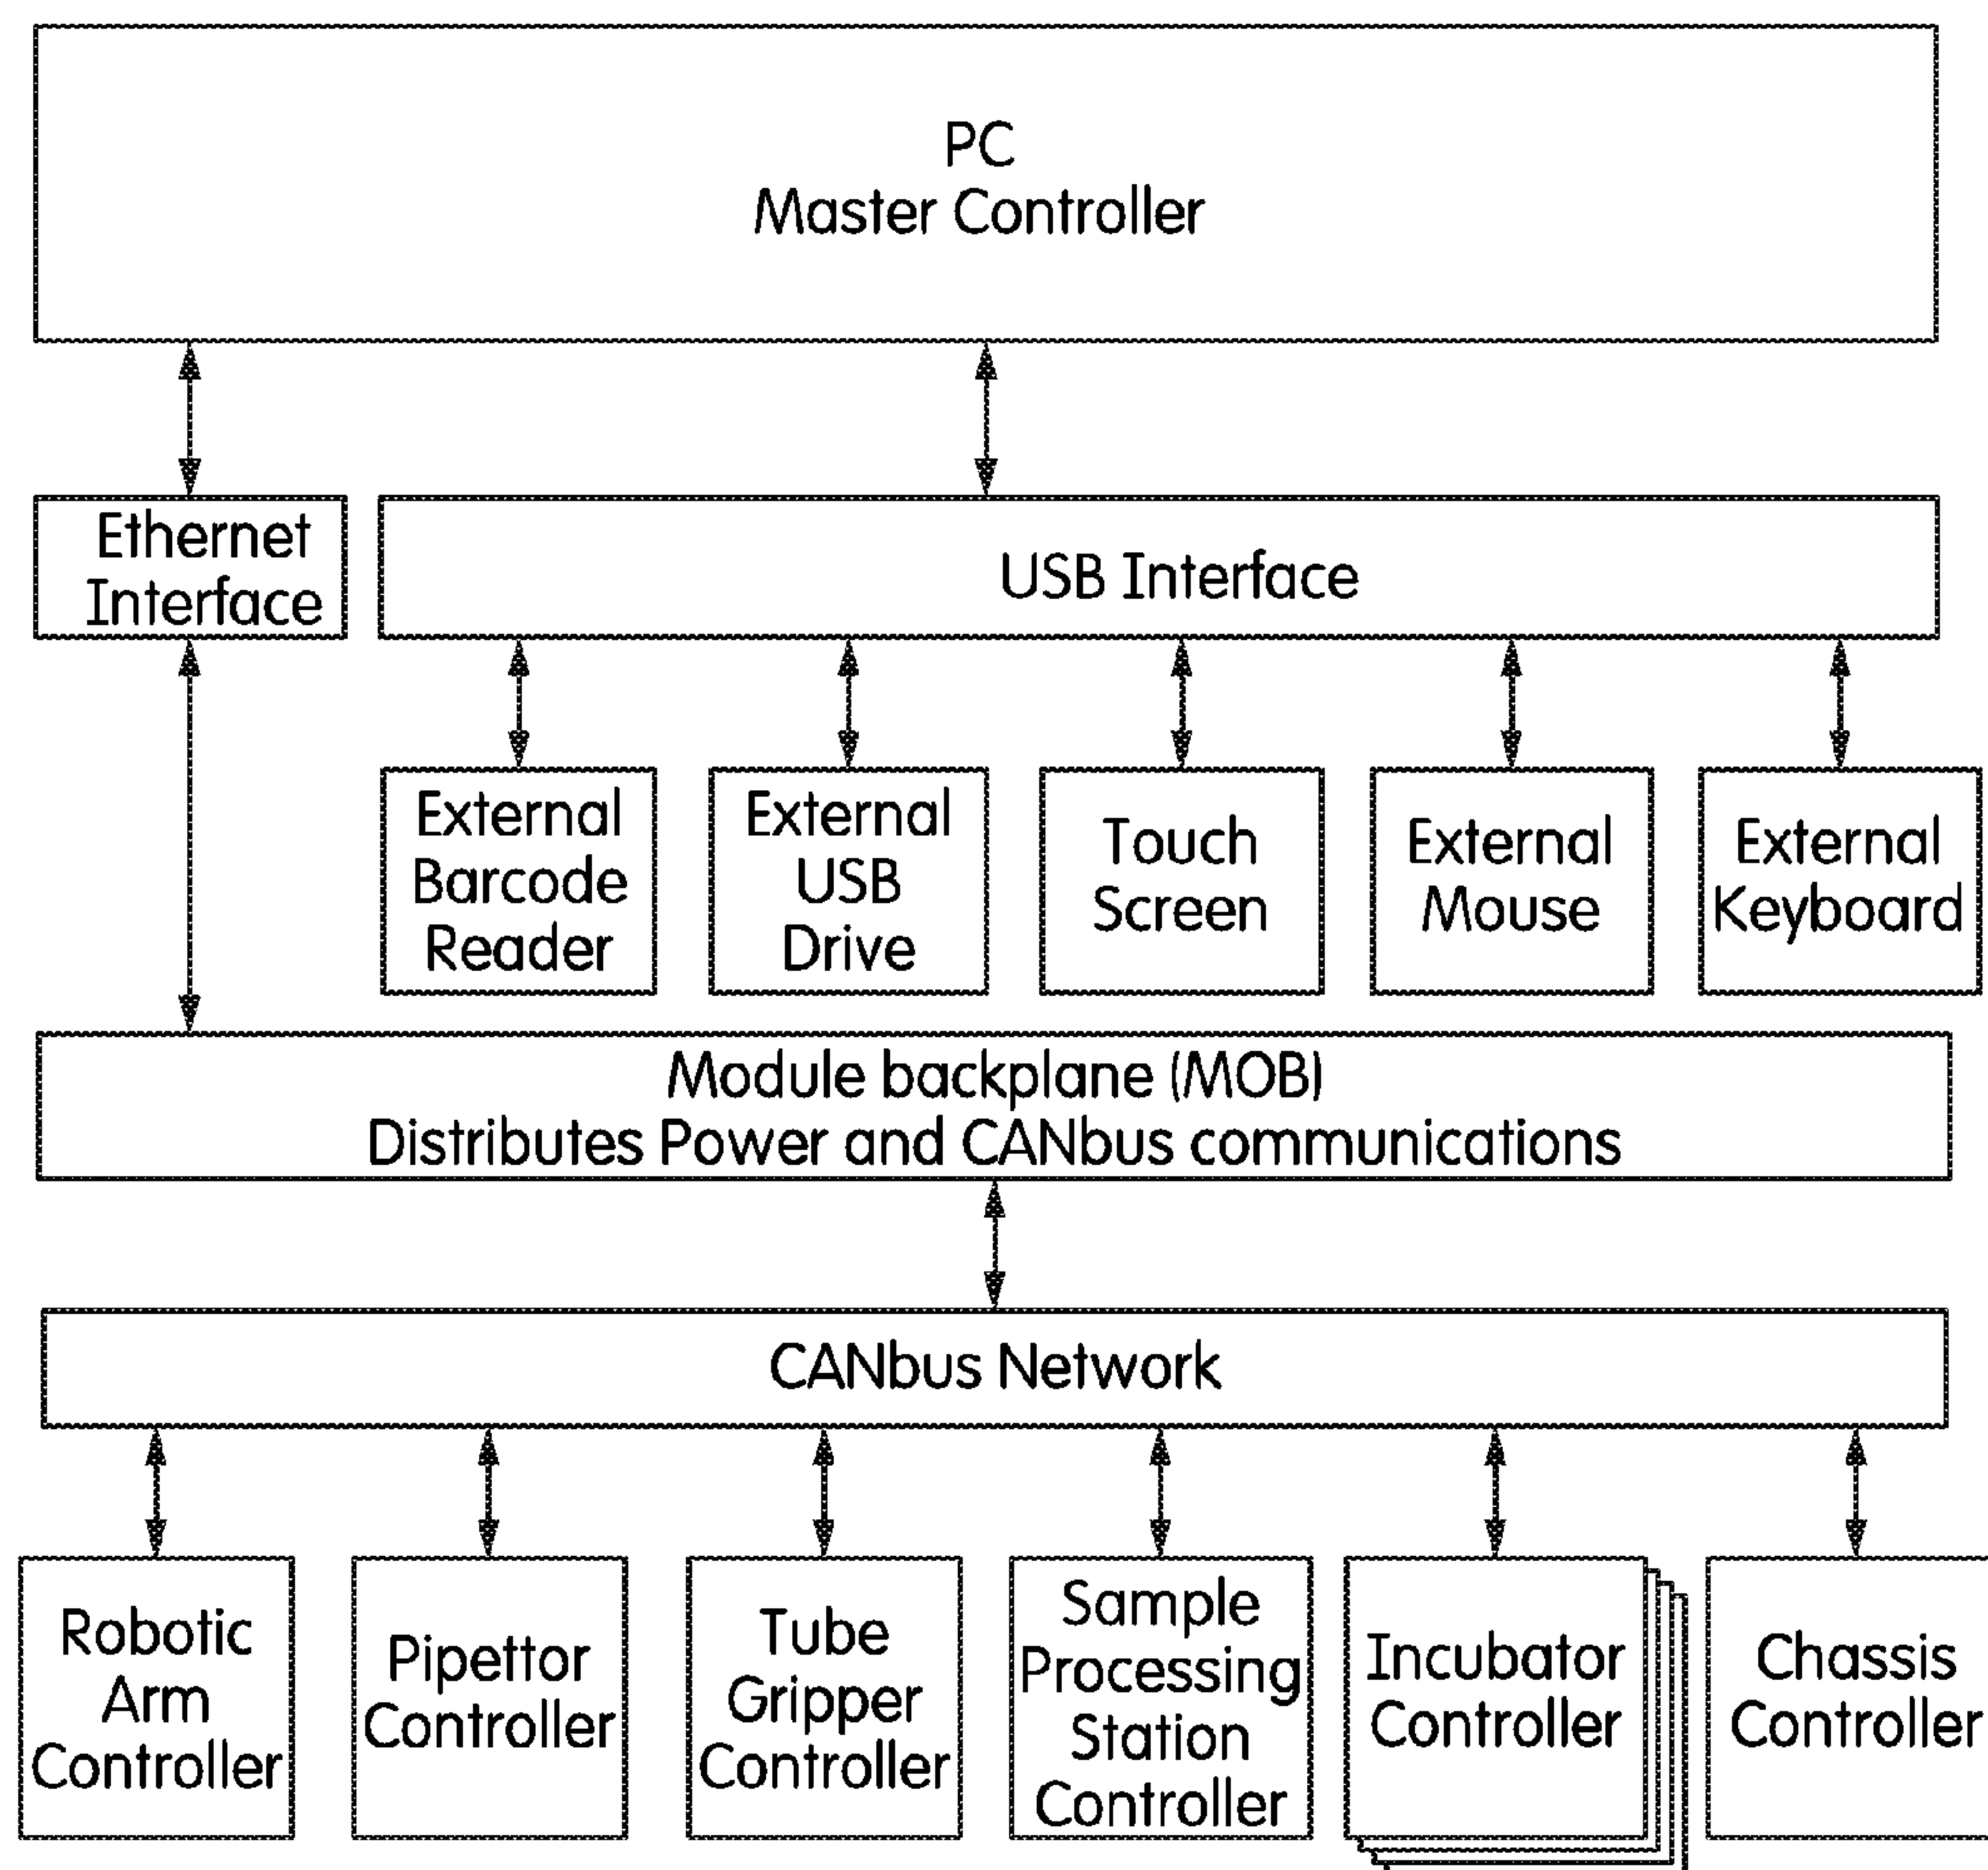 PC
Master Controller
Ethernet
Interface
USB Interface
External
Barcode
Reader
External
USB
Drive
Touch
Screen
External
Mouse
External
Keyboard
Module backplane (MOB)
Distributes Power and CANbus communications
CANbus Network
Robotic
Arm
Controller
Pipettor
Controller
Tube
Gripper
Controller
Sample
Processing
Station
Controller
Incubator
Controller
Chassis
Controller